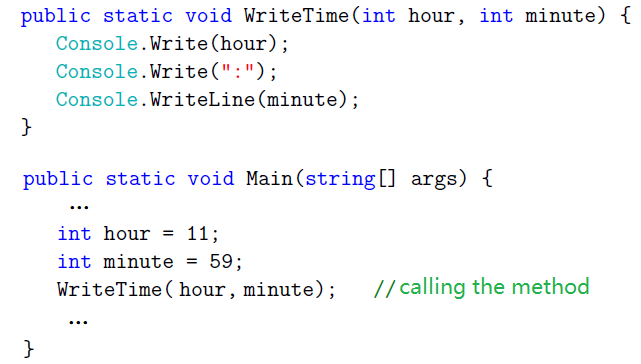 public static void WriteTime(int hour, int minute) {
Console.Write(hour);
Console.Write(":");
Console.WriteLine(minute);
}
public static void Main(string[] args) {
...
int hour = 11;
int minute = 59;
WriteTime( hour, minute); //calling the method
...
}